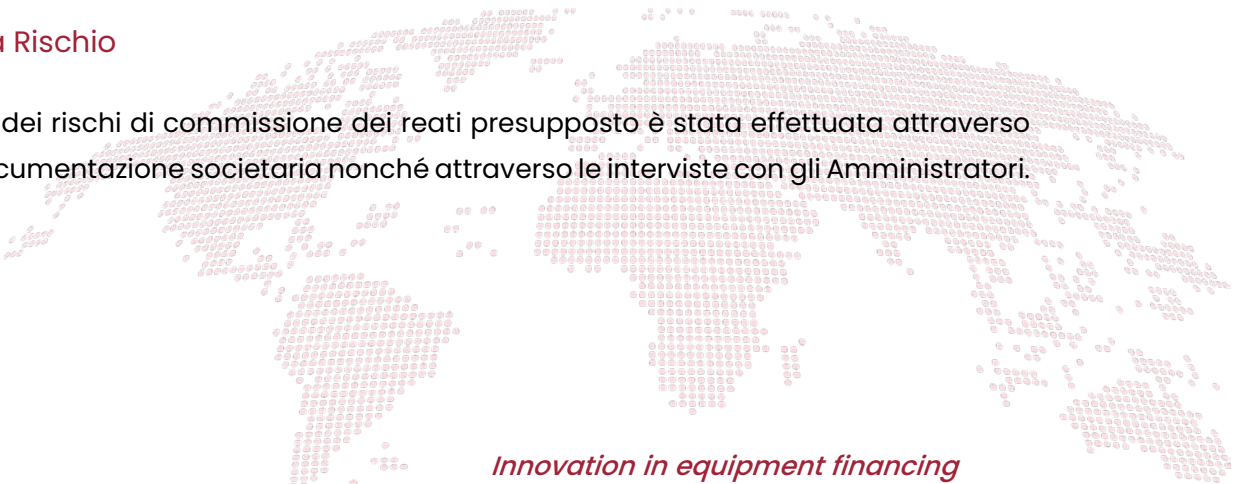 a Rischio
dei rischi di commissione dei reati presupposto è stata effettuata attraverso
cumentazione societaria nonché attraverso le interviste con gli Amministratori.
Innovation in equipment financing